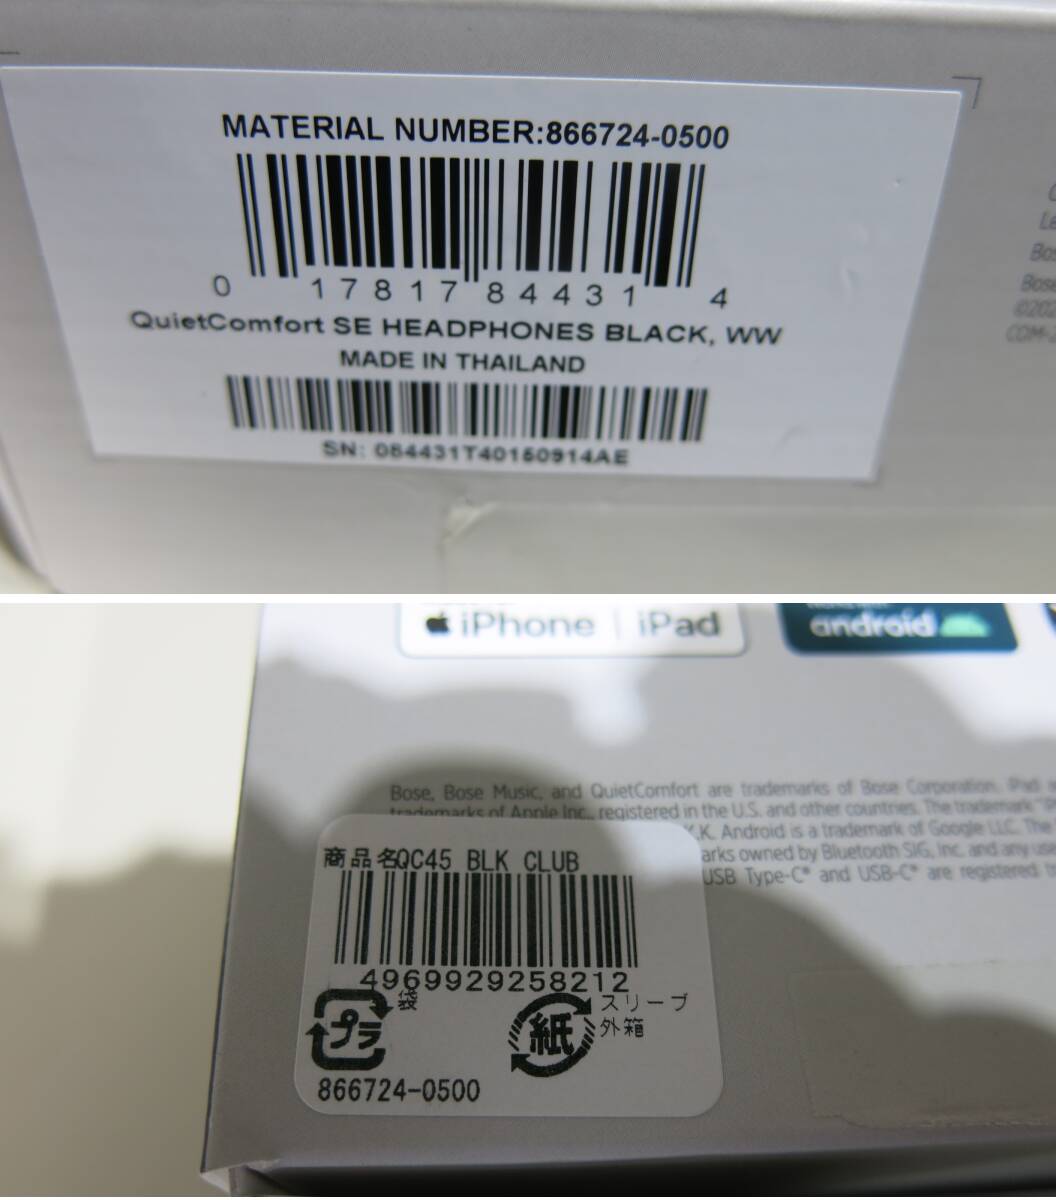 MATERIAL NUMBER:866724-0500
0 17817 84431 4
QuietComfort SE HEADPHONES BLACK, WW
MADE IN THAILAND
SN: 084431T40150914AE
Bose
©202
iPhone | iPad
android
Bose, Bose Music, and QuietComfort are trademarks of Bose Corporation. iPad
trademarks of Apple Inc., registered in the U.S. and other countries. The trademark "iP
K.K. Android is a trademark of Google LLC. The
arks owned by Bluetooth SIG, Inc. and any use
USB Type-C® and USB-C® are registered
商品名QC45 BLK CLUB
4969929258212
プラ 袋
紙 スリーブ
外箱
866724-0500